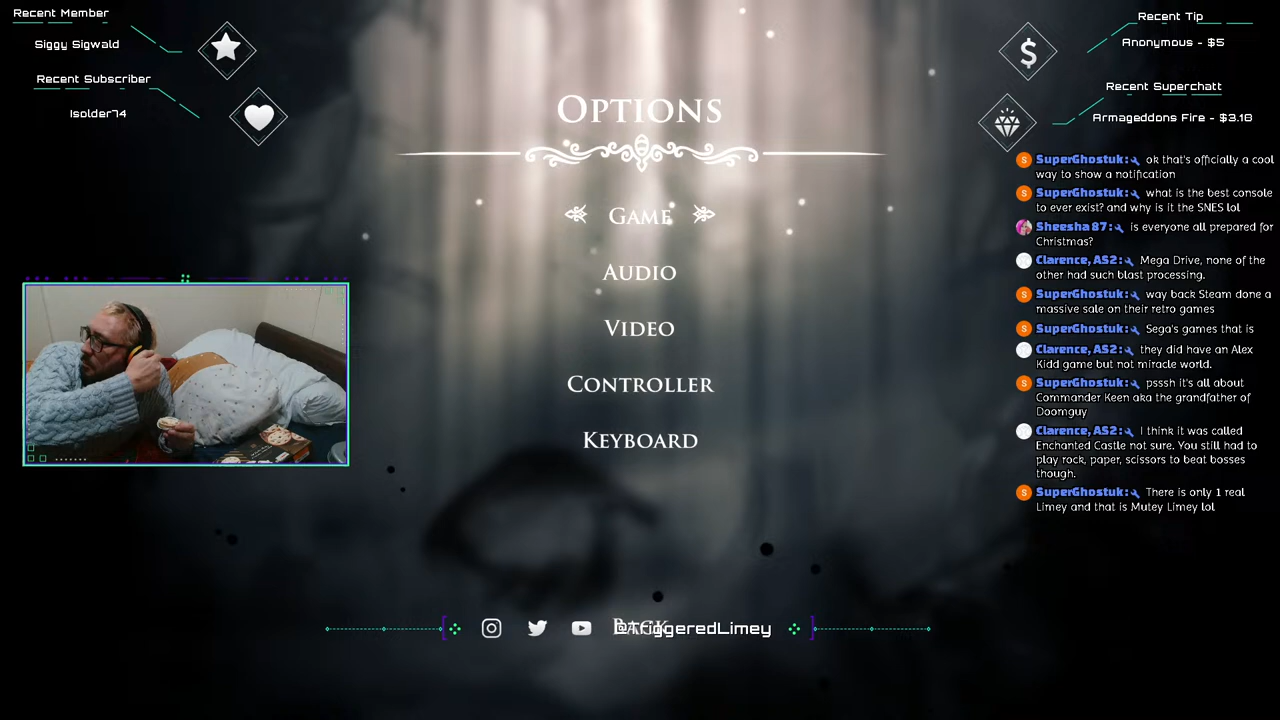 Recent Member
Siggy Sigwald
Recent Subscriber
Isolder74
Recent Tip
Anonymous - $5
Recent Superchatt
Armageddons Fire - $3.18
Options
Game
Audio
Video
Controller
Keyboard
Back
@TriggeredLimey
SuperGhostuk: ok that's officially a cool
way to show a notification
SuperGhostuk: what is the best console
to ever exist? and why is it the SNES lol
Sheesha87: is everyone all prepared for
Christmas?
Clarence, AS2: Mega Drive, none of the
other had such blast processing.
SuperGhostuk: way back Steam done a
massive sale on their retro games
SuperGhostuk: Sega's games that is
Clarence, AS2: they did have an Alex
Kidd game but not miracle world.
SuperGhostuk: psssh it's all about
Commander Keen aka the grandfather of
Doomguy
Clarence, AS2: I think it was called
Enchanted Castle not sure. You still had to
play rock, paper, scissors to beat bosses
though.
SuperGhostuk: There is only 1 real
Limey and that is Mutey Limey lol